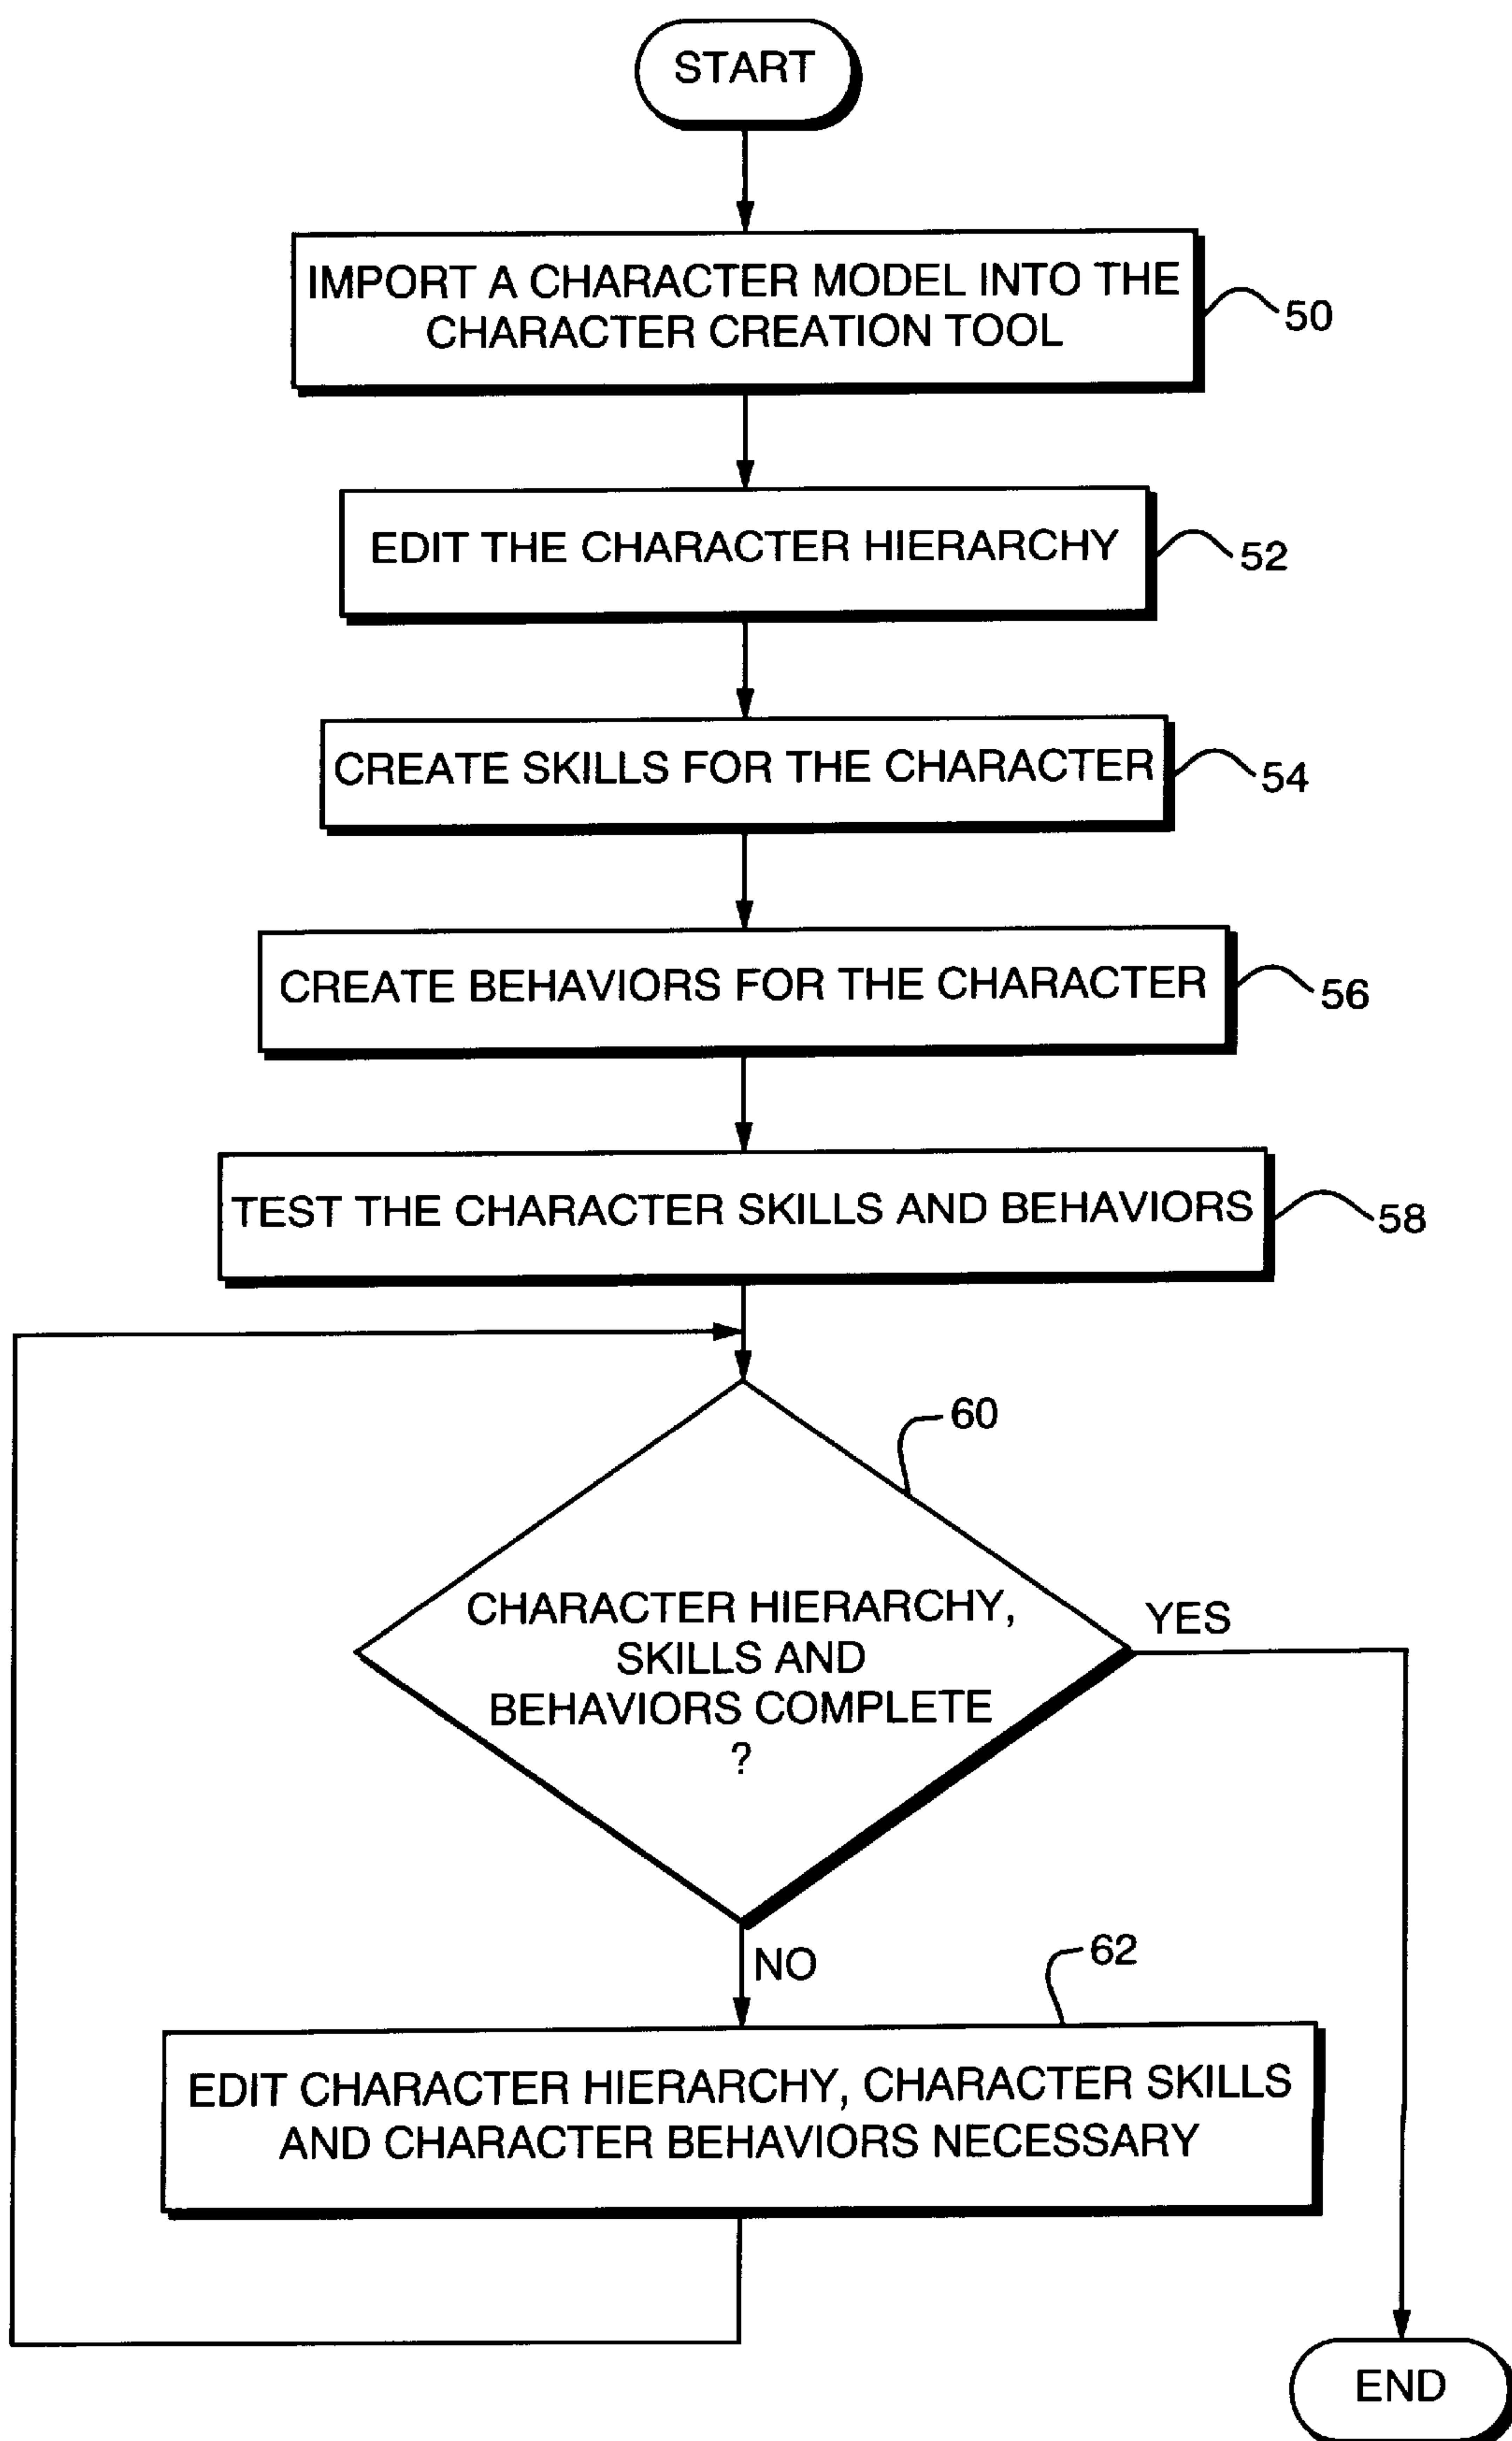 START
IMPORT A CHARACTER MODEL INTO THE
CHARACTER CREATION TOOL
50
EDIT THE CHARACTER HIERARCHY
52
CREATE SKILLS FOR THE CHARACTER
54
CREATE BEHAVIORS FOR THE CHARACTER
56
TEST THE CHARACTER SKILLS AND BEHAVIORS
58
60
CHARACTER HIERARCHY,
SKILLS AND
BEHAVIORS COMPLETE
?
YES
NO
62
EDIT CHARACTER HIERARCHY, CHARACTER SKILLS
AND CHARACTER BEHAVIORS NECESSARY
END